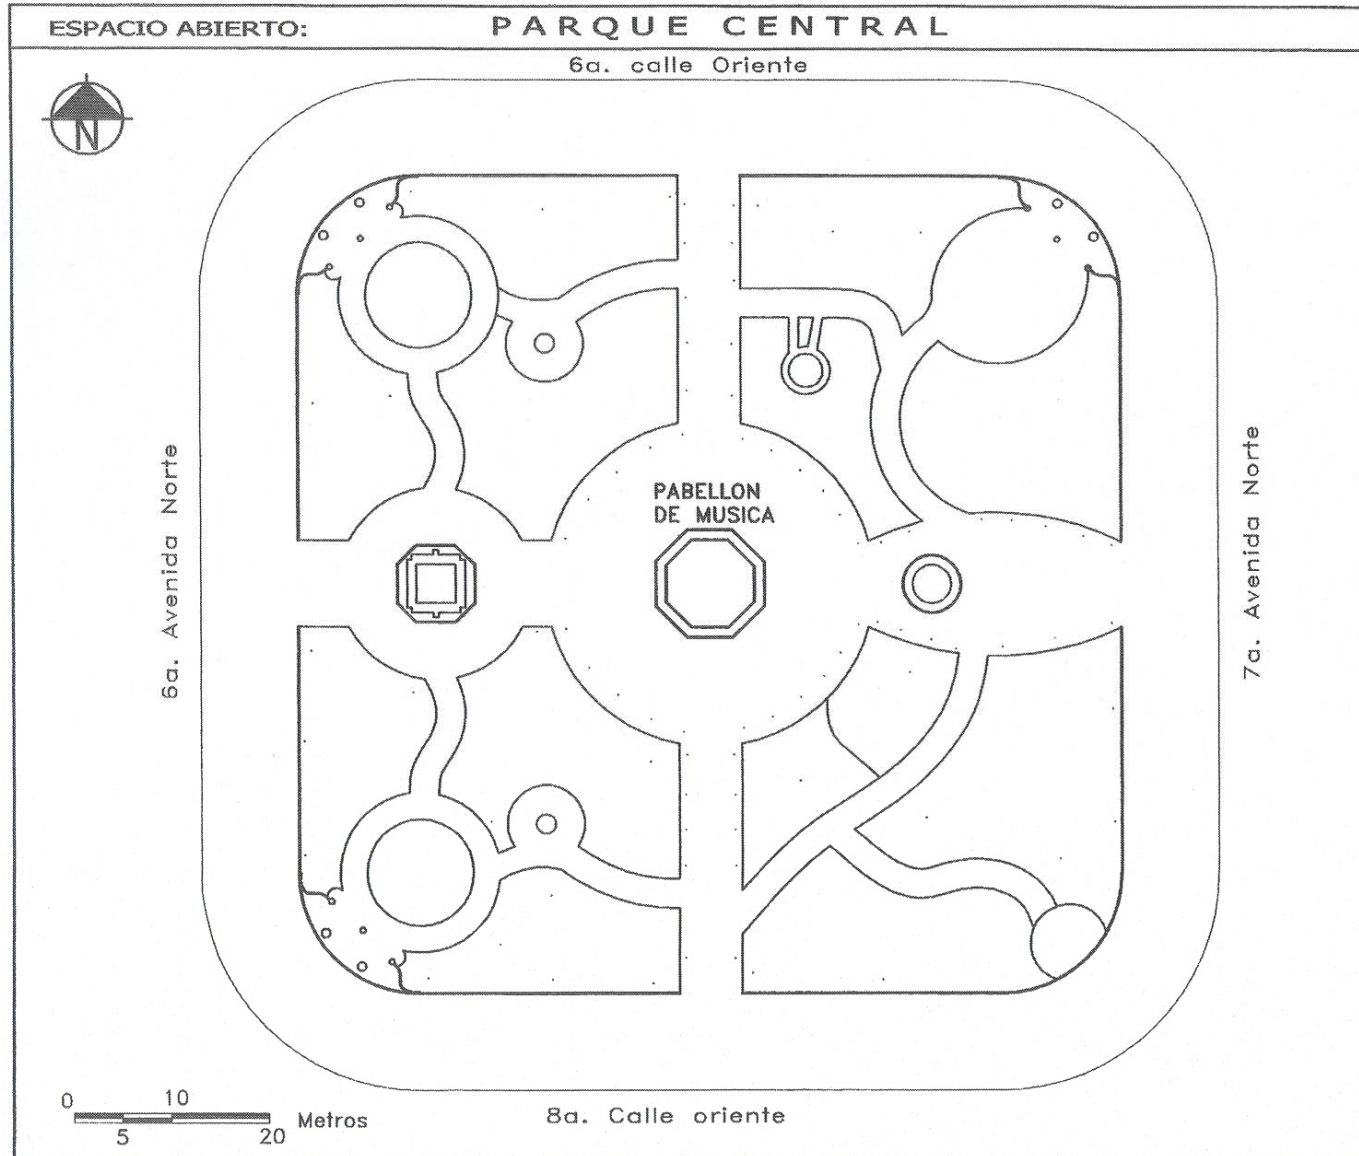 ESPACIO ABIERTO: PARQUE CENTRAL
6a. calle Oriente
N
6a. Avenida Norte
PABELLON
DE MUSICA
7a. Avenida Norte
0 10
5 20 Metros
8a. Calle oriente